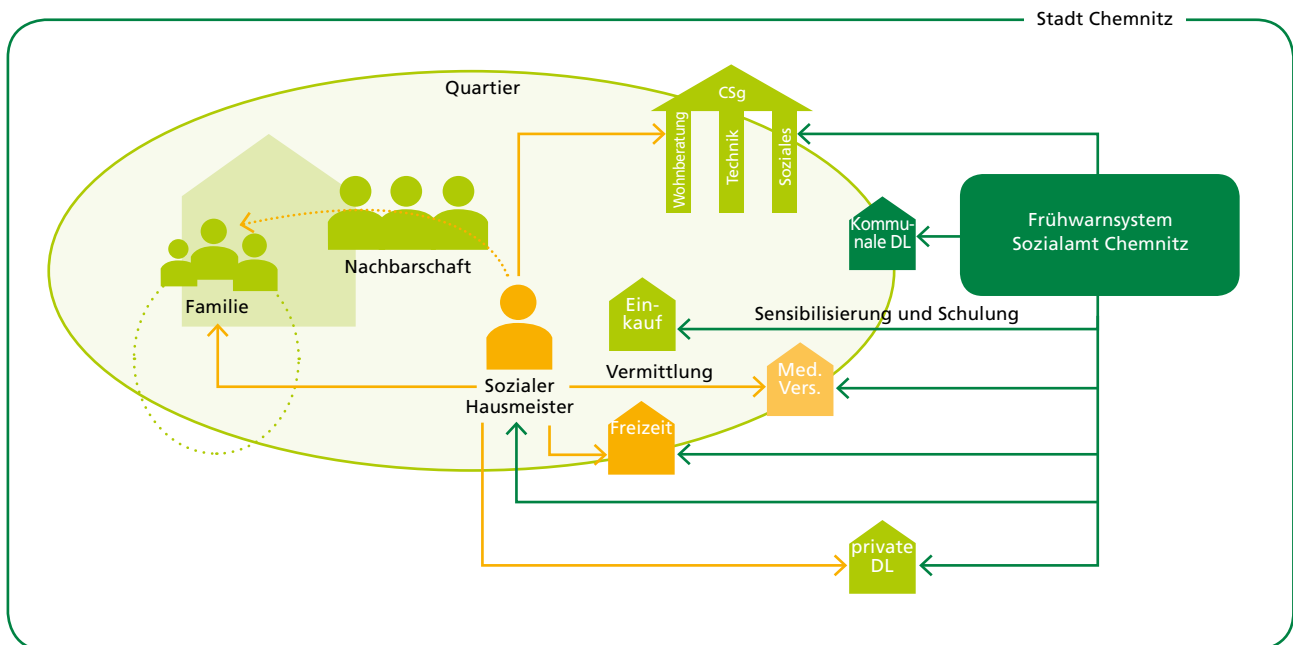 Stadt Chemnitz
Quartier
CSg
Wohnberatung
Technik
Soziales
Kommu-
nale DL
Frühwarnsystem
Sozialamt Chemnitz
Nachbarschaft
Familie
Ein-
kauf
Sensibilisierung und Schulung
Vermittlung
Med.
Vers.
Sozialer
Hausmeister
Freizeit
private
DL